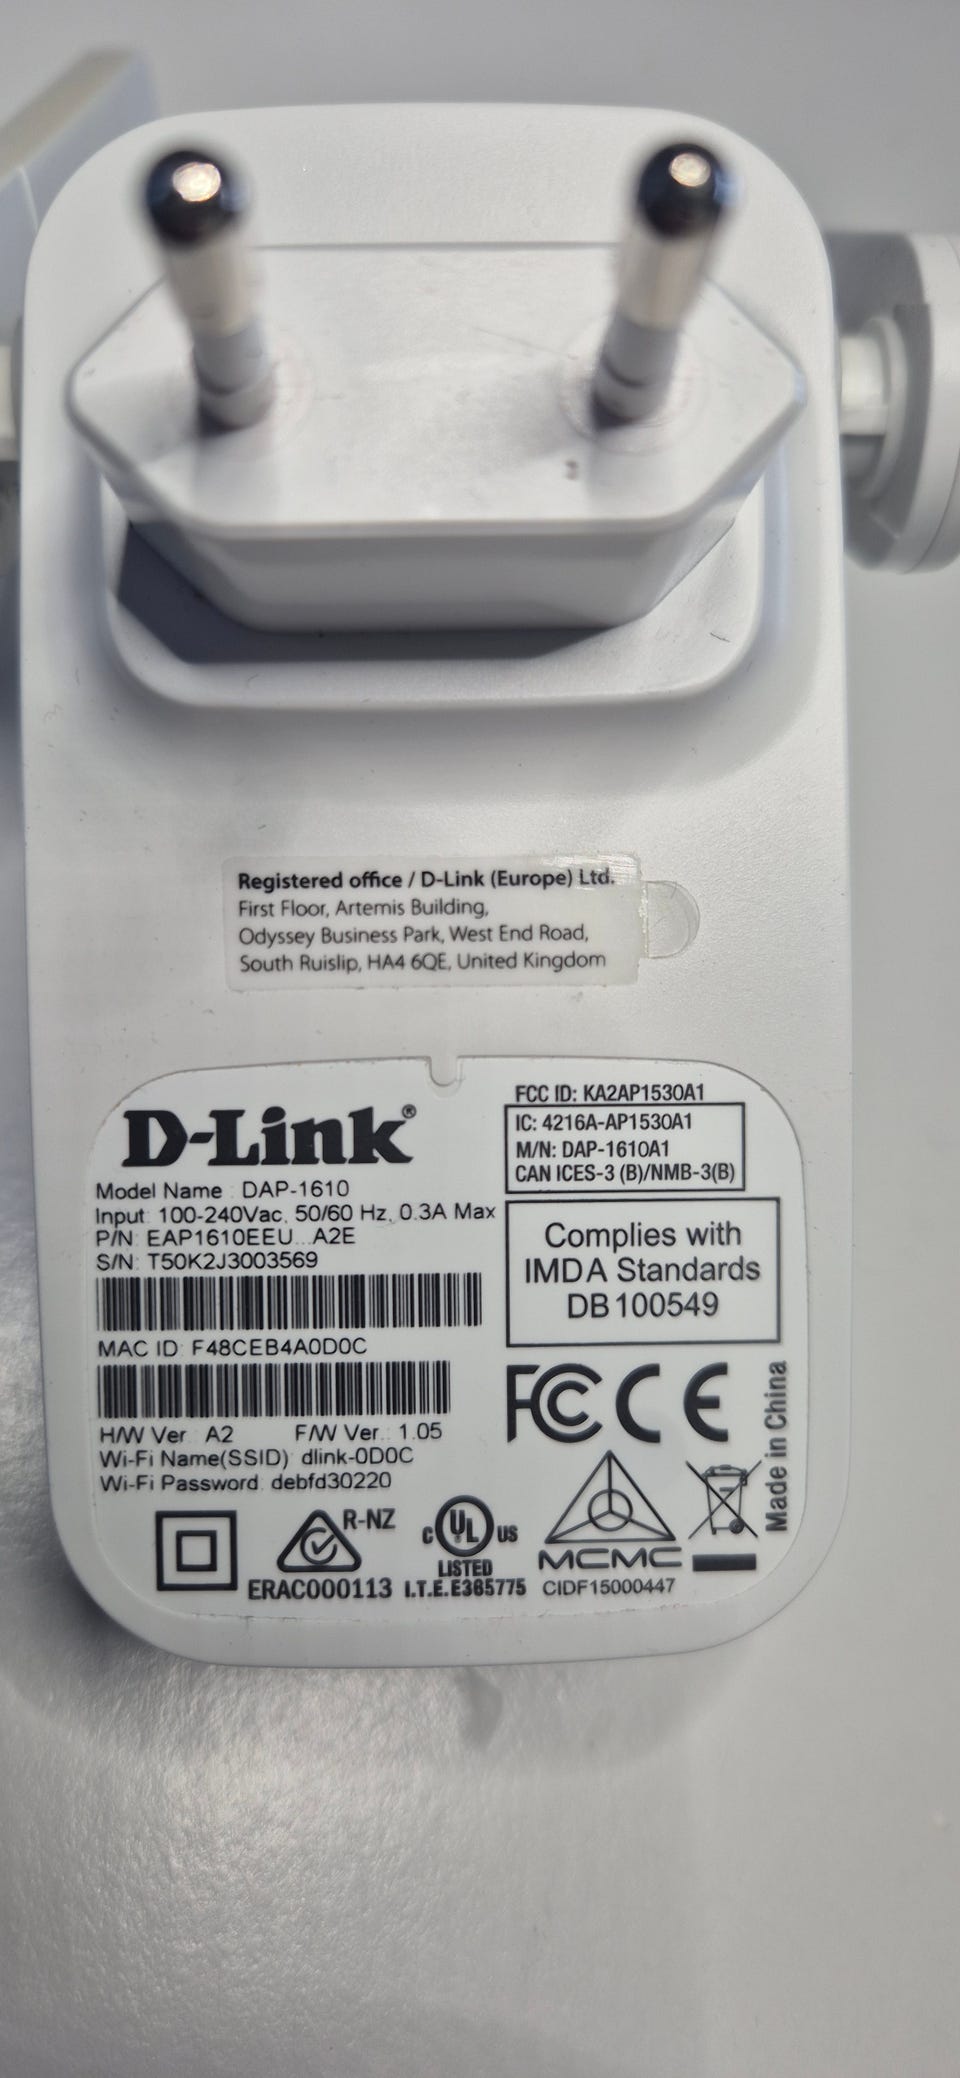 Registered office / D-Link (Europe) Ltd.
First Floor, Artemis Building,
Odyssey Business Park, West End Road,
South Ruislip, HA4 6QE, United Kingdom
D-Link®
Model Name : DAP-1610
Input: 100-240Vac, 50/60 Hz, 0.3A Max
P/N: EAP1610EEU...A2E
S/N: T50K2J3003569
MAC ID: F48CEB4A0D0C
H/W Ver.: A2 F/W Ver.: 1.05
Wi-Fi Name(SSID): dlink-0D0C
Wi-Fi Password: debfd30220
FCC ID: KA2AP1530A1
IC: 4216A-AP1530A1
M/N: DAP-1610A1
CAN ICES-3 (B)/NMB-3(B)
Complies with
IMDA Standards
DB100549
FCC CE
Made in China
R-NZ
ERAC000113
C UL US
LISTED
I.T.E.E365775
MCMC
CIDF15000447